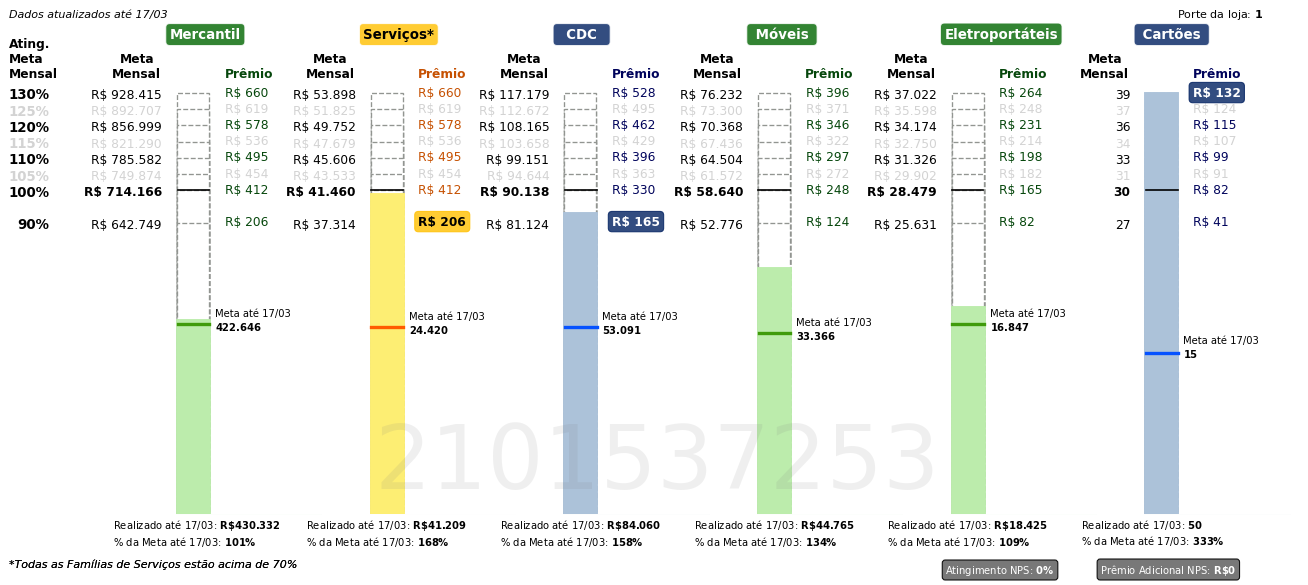 Dados atualizados até 17/03
Porte da loja: 1
Mercantil Serviços* CDC Móveis Eletroportáteis Cartões
Ating. Meta Mensal
Meta Mensal Prêmio Meta Mensal Prêmio Meta Mensal Prêmio Meta Mensal Prêmio Meta Mensal Prêmio Meta Mensal Prêmio
130% R$ 928.415 R$ 660 R$ 53.898 R$ 660 R$ 117.179 R$ 528 R$ 76.232 R$ 396 R$ 37.022 R$ 264 39 R$ 132
125% R$ 892.707 R$ 619 R$ 51.825 R$ 619 R$ 112.672 R$ 495 R$ 73.300 R$ 371 R$ 35.598 R$ 248 37 R$ 124
120% R$ 856.999 R$ 578 R$ 49.752 R$ 578 R$ 108.165 R$ 462 R$ 70.368 R$ 346 R$ 34.174 R$ 231 36 R$ 115
115% R$ 821.290 R$ 536 R$ 47.679 R$ 536 R$ 103.658 R$ 429 R$ 67.436 R$ 322 R$ 32.750 R$ 214 34 R$ 107
110% R$ 785.582 R$ 495 R$ 45.606 R$ 495 R$ 99.151 R$ 396 R$ 64.504 R$ 297 R$ 31.326 R$ 198 33 R$ 99
105% R$ 749.874 R$ 454 R$ 43.533 R$ 454 R$ 94.644 R$ 363 R$ 61.572 R$ 272 R$ 29.902 R$ 182 31 R$ 91
100% R$ 714.166 R$ 412 R$ 41.460 R$ 412 R$ 90.138 R$ 330 R$ 58.640 R$ 248 R$ 28.479 R$ 165 30 R$ 82
90% R$ 642.749 R$ 206 R$ 37.314 R$ 206 R$ 81.124 R$ 165 R$ 52.776 R$ 124 R$ 25.631 R$ 82 27 R$ 41
Meta até 17/03 Meta até 17/03 Meta até 17/03 Meta até 17/03 Meta até 17/03 Meta até 17/03
422.646 24.420 53.091 33.366 16.847 15
2101537253
Realizado até 17/03: R$430.332 Realizado até 17/03: R$41.209 Realizado até 17/03: R$84.060 Realizado até 17/03: R$44.765 Realizado até 17/03: R$18.425 Realizado até 17/03: 50
% da Meta até 17/03: 101% % da Meta até 17/03: 168% % da Meta até 17/03: 158% % da Meta até 17/03: 134% % da Meta até 17/03: 109% % da Meta até 17/03: 333%
*Todas as Famílias de Serviços estão acima de 70%
Atingimento NPS: 0% Prêmio Adicional NPS: R$0